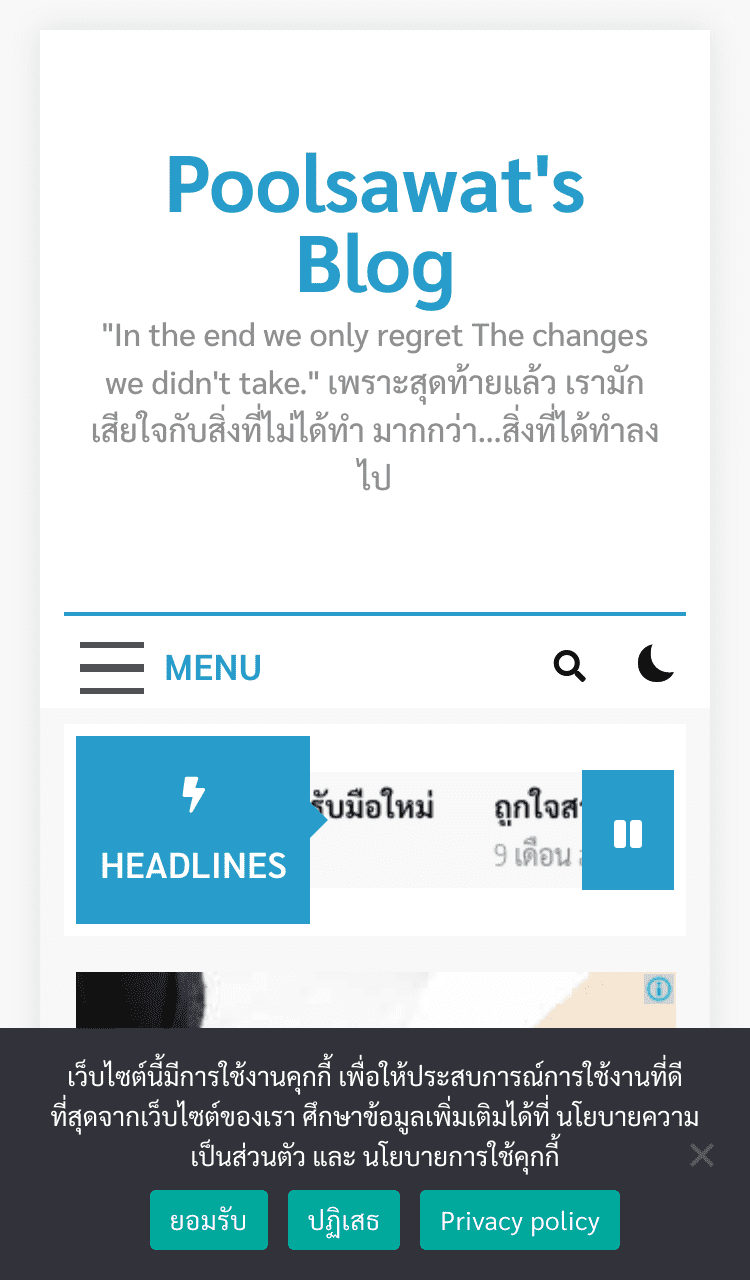 Poolsawat's
Blog
"In the end we only regret The changes
we didn't take." เพราะสุดท้ายแล้ว เรามัก
เสียใจกับสิ่งที่ไม่ได้ทำ มากกว่า...สิ่งที่ได้ทำลง
ไป
MENU
HEADLINES
รับมือใหม่
ถูกใจ
9 เดือน
เว็บไซต์นี้มีการใช้งานคุกกี้ เพื่อให้ประสบการณ์การใช้งานที่ดี
ที่สุดจากเว็บไซต์ของเรา ศึกษาข้อมูลเพิ่มเติมได้ที่ นโยบายความ
เป็นส่วนตัว และ นโยบายการใช้คุกกี้
ยอมรับ
ปฏิเสธ
Privacy policy